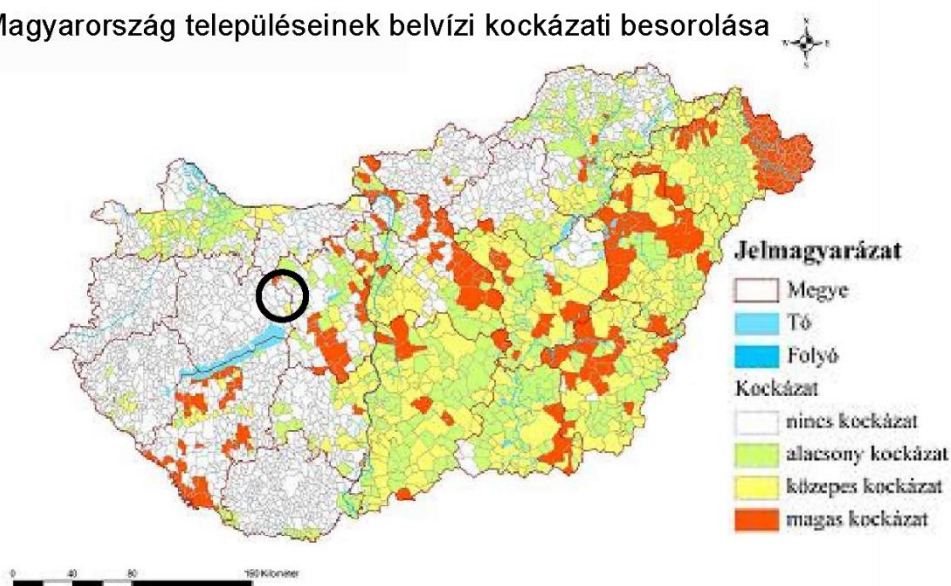 Magyarország településeinek belvízi kockázati besorolása
N
W
E
S
Jelmagyarázat
Megye
Tó
Folyó
Kockázat
nincs kockázat
alacsony kockázat
közepes kockázat
magas kockázat
0 40 80 160 Kilométer